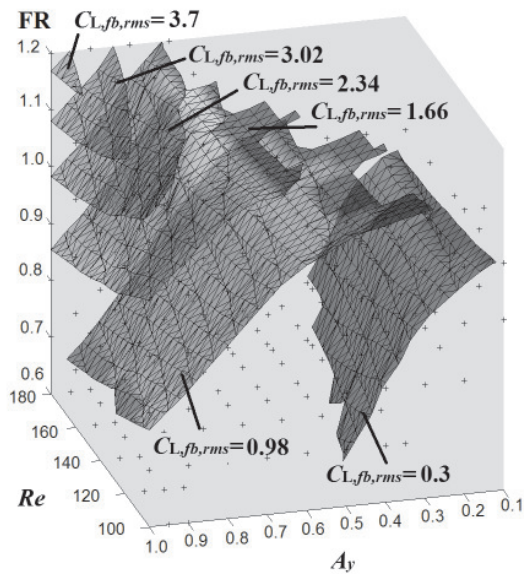 FR
C_L,fb,rms=3.7
C_L,fb,rms=3.02
C_L,fb,rms=2.34
C_L,fb,rms=1.66
1.2
1.1
1.0
0.9
0.8
0.7
0.6
180
160
140
120
100
Re
C_L,fb,rms=0.98
C_L,fb,rms=0.3
1.0
0.9
0.8
0.7
0.6
0.5
0.4
0.3
0.2
0.1
A_y